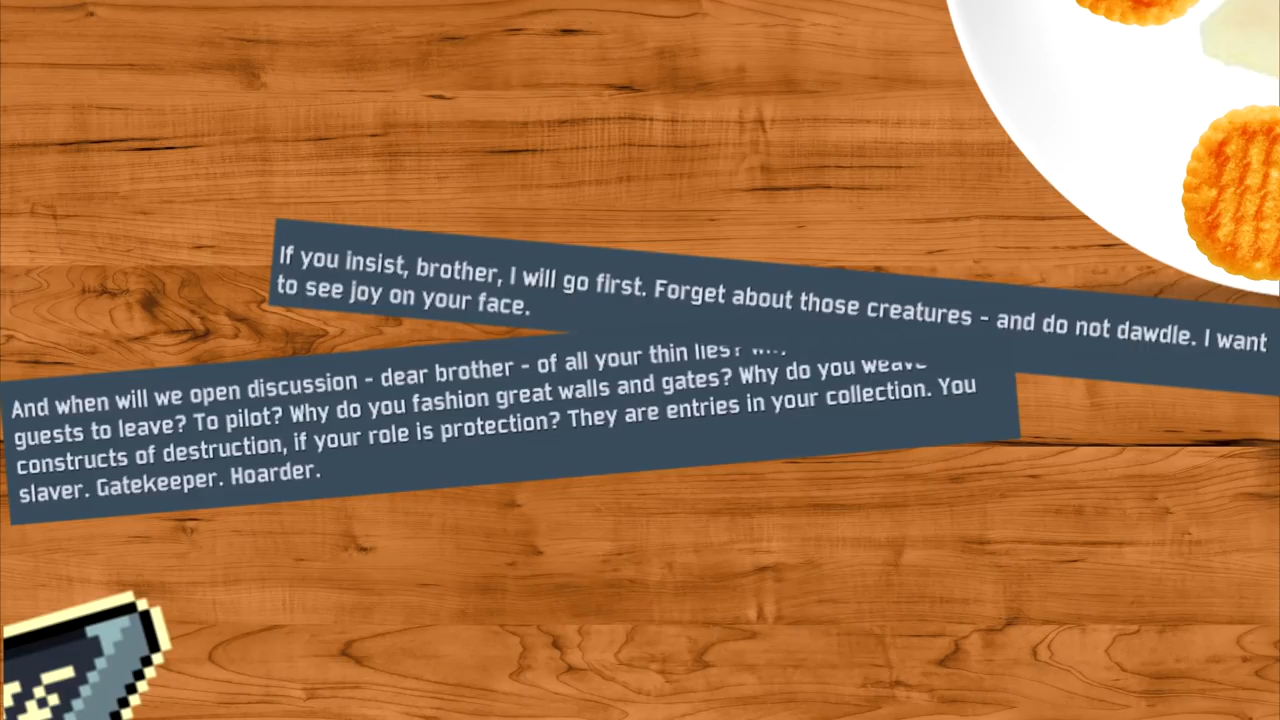 If you insist, brother, I will go first. Forget about those creatures - and do not dawdle. I want
to see joy on your face.
And when will we open discussion - dear brother - of all your thin lies?
guests to leave? To pilot? Why do you fashion great walls and gates? Why do you weave
constructs of destruction, if your role is protection? They are entries in your collection. You
slaver. Gatekeeper. Hoarder.